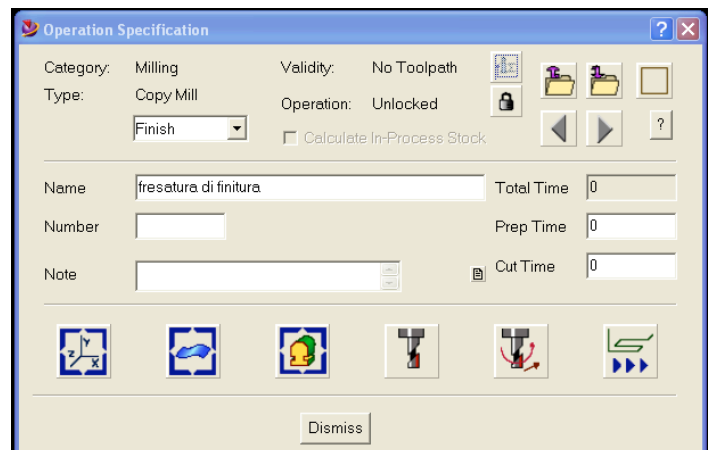 Operation Specification
Category: Milling Validity: No Toolpath
Type: Copy Mill Operation: Unlocked
Finish Calculate In-Process Stock ?
Name fresatura di finitura Total Time 0
Number Prep Time 0
Note Cut Time 0
Z Y X
Dismiss